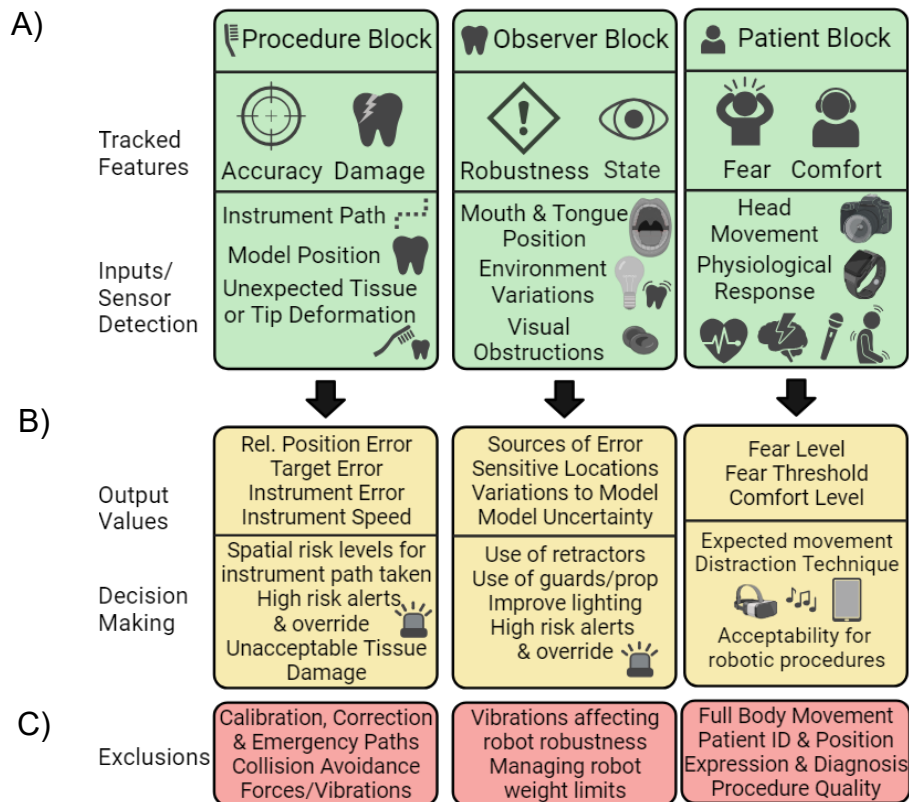 A)
Procedure Block
Observer Block
Patient Block
Tracked
Features
Accuracy
Damage
Robustness
State
Fear
Comfort
Inputs/
Sensor
Detection
Instrument Path
Model Position
Unexpected Tissue
or Tip Deformation
Mouth & Tongue
Position
Environment
Variations
Visual
Obstructions
Head
Movement
Physiological
Response
B)
Output
Values
Rel. Position Error
Target Error
Instrument Error
Instrument Speed
Sources of Error
Sensitive Locations
Variations to Model
Model Uncertainty
Fear Level
Fear Threshold
Comfort Level
Decision
Making
Spatial risk levels for
instrument path taken
High risk alerts
& override
Unacceptable Tissue
Damage
Use of retractors
Use of guards/prop
Improve lighting
High risk alerts
& override
Expected movement
Distraction Technique
Acceptability for
robotic procedures
C)
Exclusions
Calibration, Correction
& Emergency Paths
Collision Avoidance
Forces/Vibrations
Vibrations affecting
robot robustness
Managing robot
weight limits
Full Body Movement
Patient ID & Position
Expression & Diagnosis
Procedure Quality